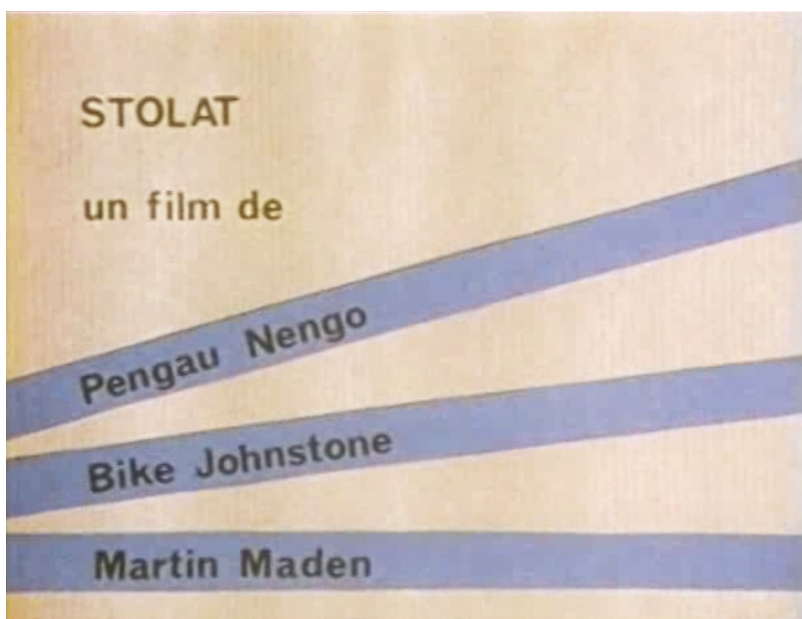 STOLAT
un film de
Pengau Nengo
Bike Johnstone
Martin Maden